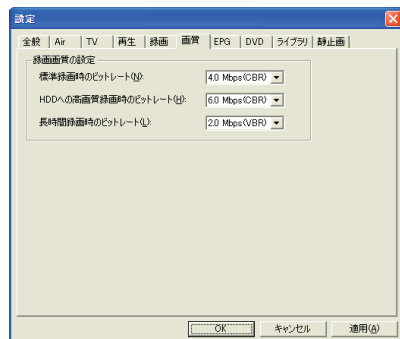 設定
全般 Air TV 再生 録画 画質 EPG DVD ライブラリ 静止画
録画画質の設定
標準録画時のビットレート(N): 4.0 Mbps(CBR)
HDDへの高画質録画時のビットレート(H): 6.0 Mbps(CBR)
長時間録画時のビットレート(L): 2.0 Mbps(VBR)
OK キャンセル 適用(A)